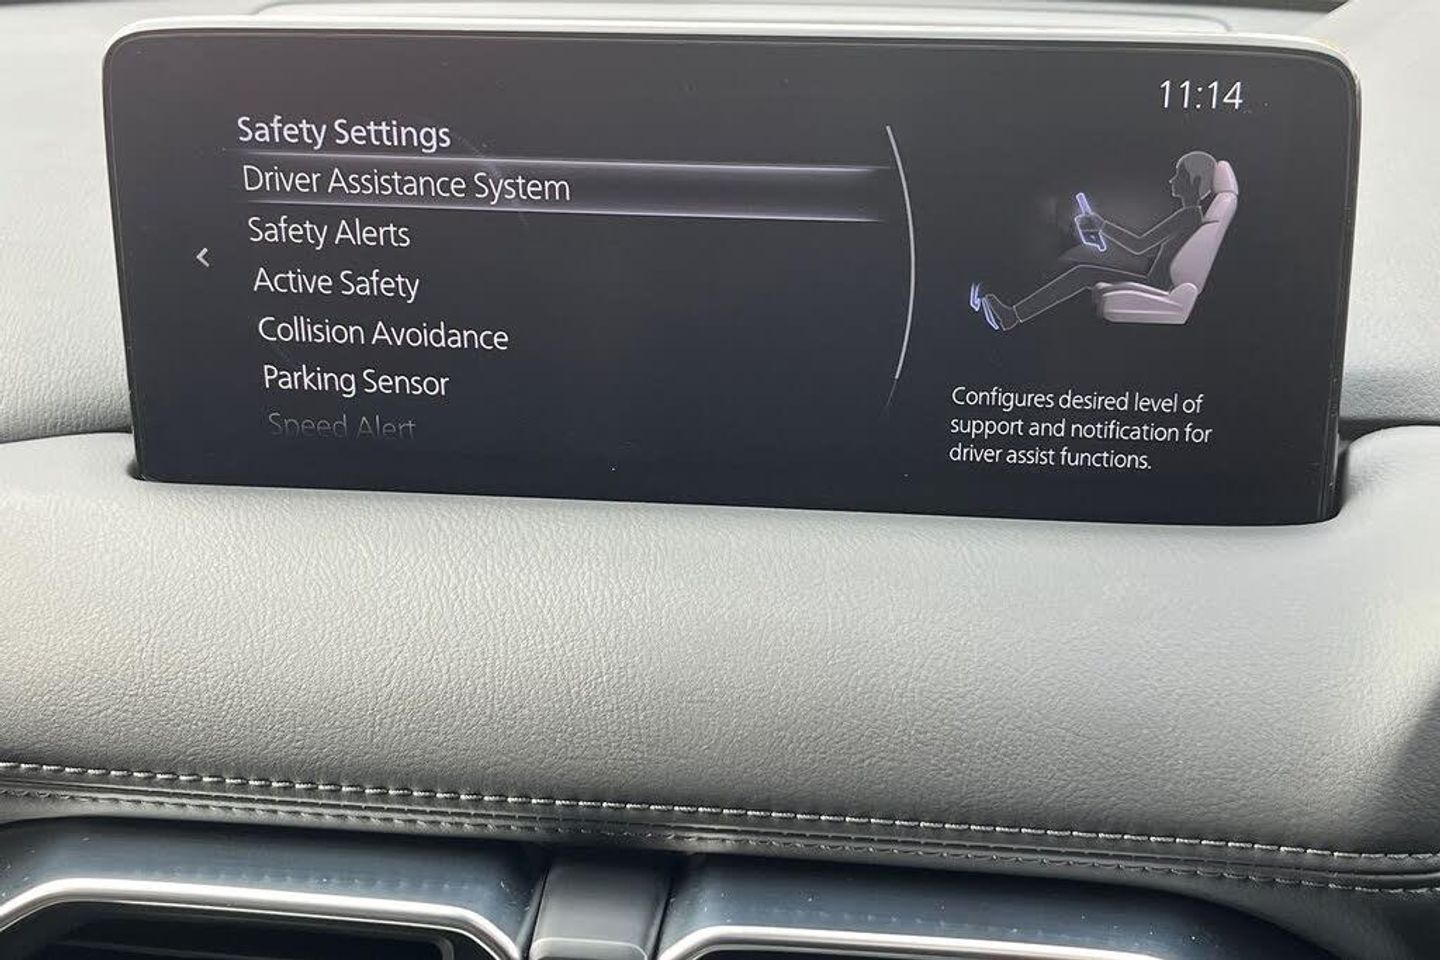 11:14
Safety Settings
Driver Assistance System
Safety Alerts
Active Safety
Collision Avoidance
Parking Sensor
Speed Alert
Configures desired level of
support and notification for
driver assist functions.